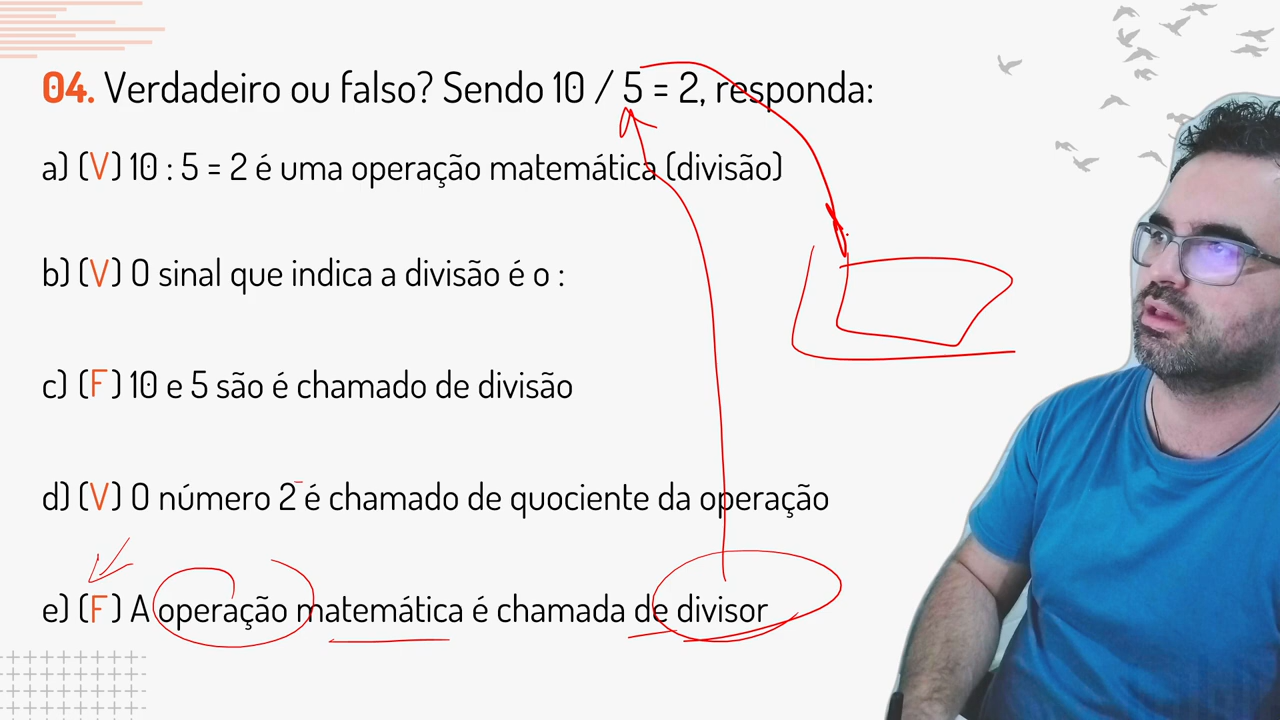 04. Verdadeiro ou falso? Sendo 10 / 5 = 2, responda:
a) (V) 10 : 5 = 2 é uma operação matemática (divisão)
b) (V) O sinal que indica a divisão é o :
c) (F) 10 e 5 são é chamado de divisão
d) (V) O número 2 é chamado de quociente da operação
e) (F) A operação matemática é chamada de divisor